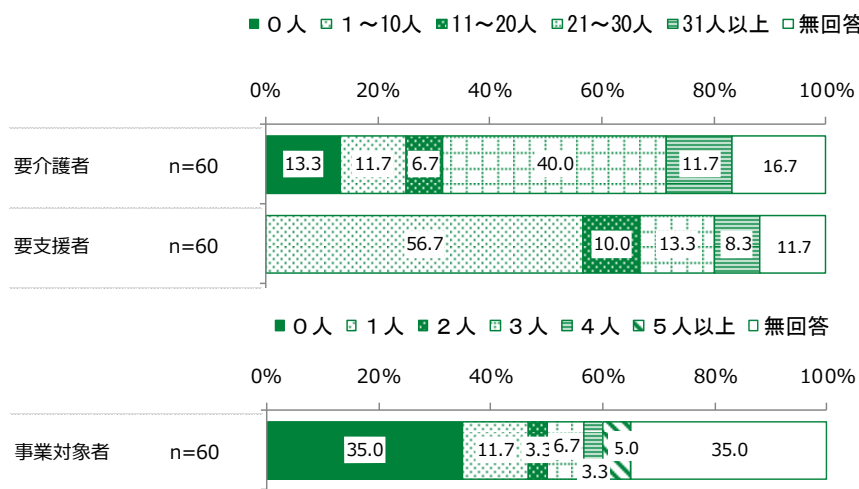 ■０人 １～10人 11～20人 21～30人 31人以上 □無回答
0% 20% 40% 60% 80% 100%
要介護者 n=60 13.3 11.7 6.7 40.0 11.7 16.7
要支援者 n=60 56.7 10.0 13.3 8.3 11.7
■０人 １人 ２人 ３人 ４人 ５人以上 □無回答
0% 20% 40% 60% 80% 100%
事業対象者 n=60 35.0 11.7 3.3 6.7 3.3 5.0 35.0